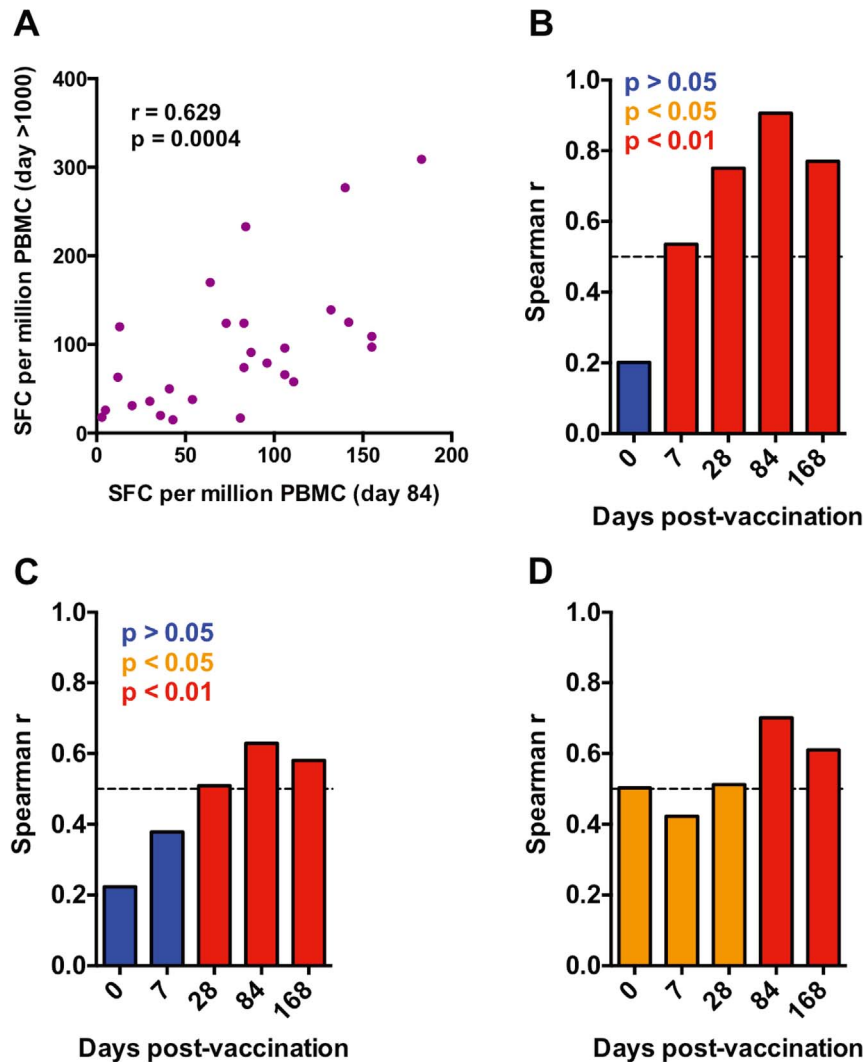 A
SFC per million PBMC (day >1000)
400
300
200
100
0
r = 0.629
p = 0.0004
0 50 100 150 200
SFC per million PBMC (day 84)
B
Spearman r
1.0
0.8
0.6
0.4
0.2
0.0
p > 0.05
p < 0.05
p < 0.01
0 7 28 84 168
Days post-vaccination
C
Spearman r
1.0
0.8
0.6
0.4
0.2
0.0
p > 0.05
p < 0.05
p < 0.01
0 7 28 84 168
Days post-vaccination
D
Spearman r
1.0
0.8
0.6
0.4
0.2
0.0
0 7 28 84 168
Days post-vaccination